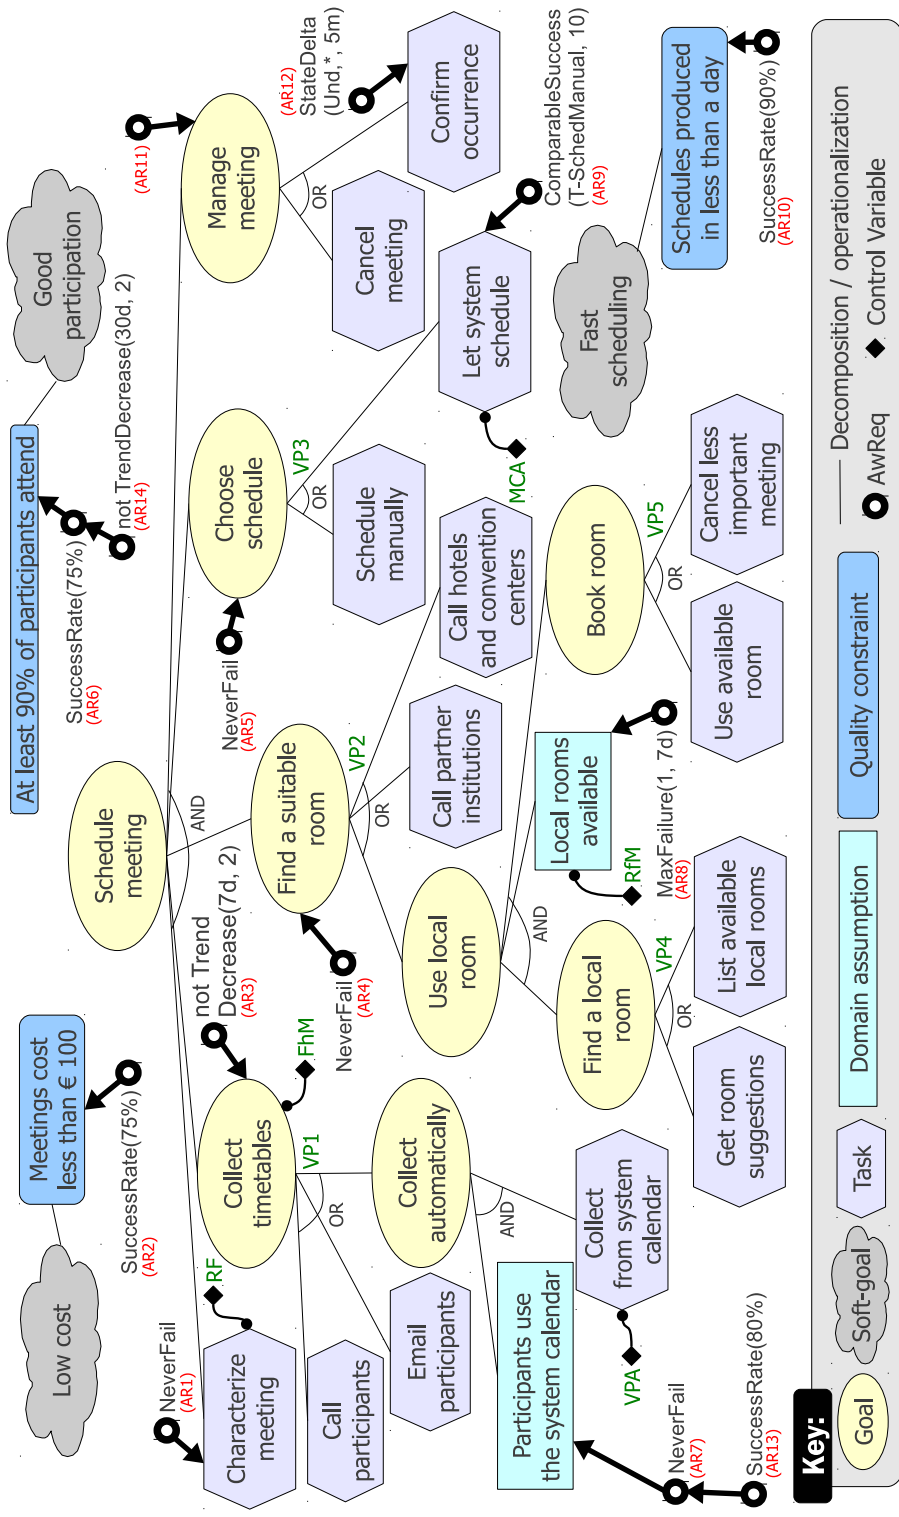 Low cost
Meetings cost
less than € 100
SuccessRate(75%)
(AR2)
Schedule
meeting
AND
At least 90% of participants attend
SuccessRate(75%)
(AR6)
not TrendDecrease(30d, 2)
(AR14)
Good
participation
(AR11)
NeverFail
(AR1)
Characterize
meeting
RF
Collect
timetables
not Trend
Decrease(7d, 2)
(AR3)
FhM
VP1
OR
Call
participants
Email
participants
Collect
automatically
AND
Participants use
the system calendar
Collect
from system
calendar
VPA
NeverFail
(AR7)
SuccessRate(80%)
(AR13)
Find a suitable
room
NeverFail
(AR4)
VP2
OR
Use local
room
Call partner
institutions
Call hotels
and convention
centers
AND
Find a local
room
VP4
OR
Get room
suggestions
List available
local rooms
Local rooms
available
RfM
MaxFailure(1, 7d)
(AR8)
Book room
VP5
OR
Use available
room
Cancel less
important
meeting
Choose
schedule
NeverFail
(AR5)
VP3
OR
Schedule
manually
Let system
schedule
MCA
ComparableSuccess
(T-SchedManual, 10)
(AR9)
Manage
meeting
OR
Cancel
meeting
Confirm
occurrence
(AR12)
StateDelta
(Und,*, 5m)
Fast
scheduling
Schedules produced
in less than a day
SuccessRate(90%)
(AR10)
Key:
Goal
Soft-goal
Task
Domain assumption
Quality constraint
Decomposition / operationalization
AwReq
Control Variable